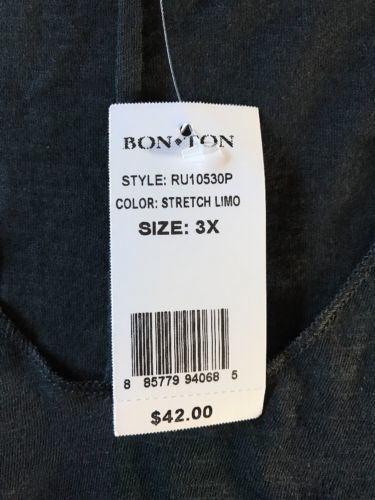 BON♦TON
STYLE: RU10530P
COLOR: STRETCH LIMO
SIZE: 3X
8 85779 94068 5
$42.00